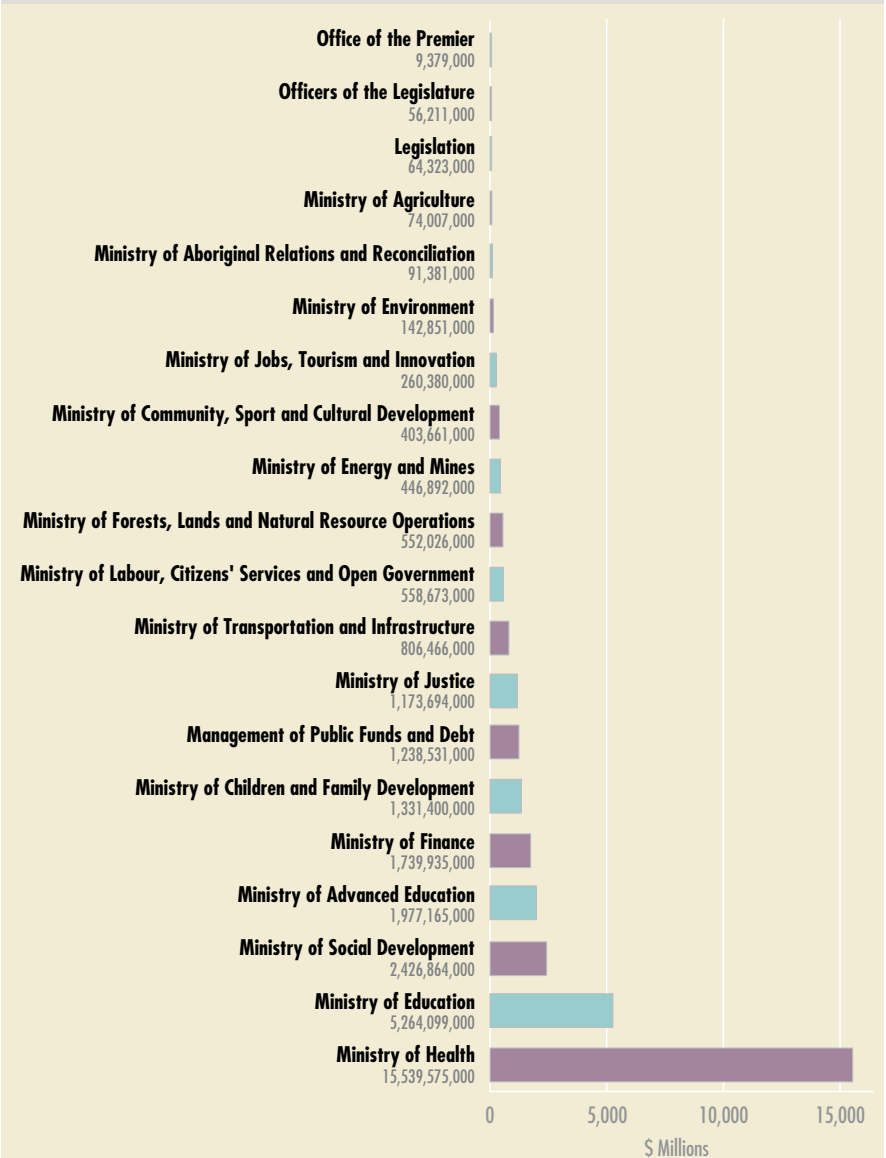 Office of the Premier
9,379,000
Officers of the Legislature
56,211,000
Legislation
64,323,000
Ministry of Agriculture
74,007,000
Ministry of Aboriginal Relations and Reconciliation
91,381,000
Ministry of Environment
142,851,000
Ministry of Jobs, Tourism and Innovation
260,380,000
Ministry of Community, Sport and Cultural Development
403,661,000
Ministry of Energy and Mines
446,892,000
Ministry of Forests, Lands and Natural Resource Operations
552,026,000
Ministry of Labour, Citizens' Services and Open Government
558,673,000
Ministry of Transportation and Infrastructure
806,466,000
Ministry of Justice
1,173,694,000
Management of Public Funds and Debt
1,238,531,000
Ministry of Children and Family Development
1,331,400,000
Ministry of Finance
1,739,935,000
Ministry of Advanced Education
1,977,165,000
Ministry of Social Development
2,426,864,000
Ministry of Education
5,264,099,000
Ministry of Health
15,539,575,000
0 5,000 10,000 15,000
$ Millions